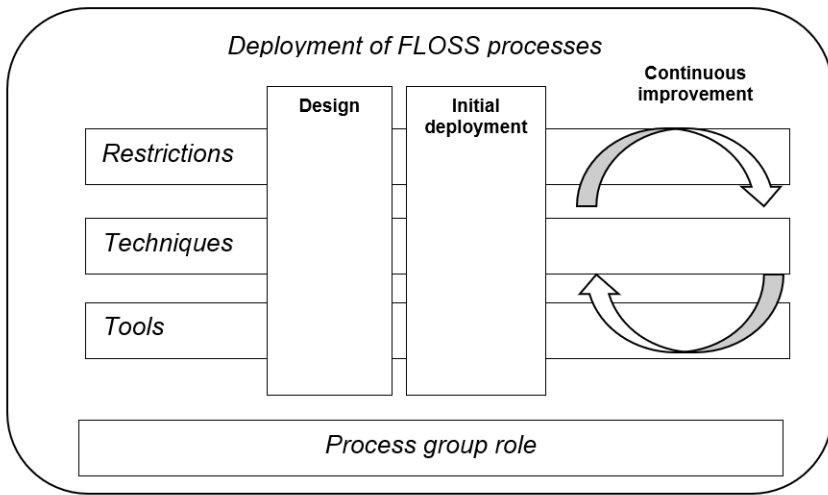 Deployment of FLOSS processes
Continuous
improvement
Design
Initial
deployment
Restrictions
Techniques
Tools
Process group role